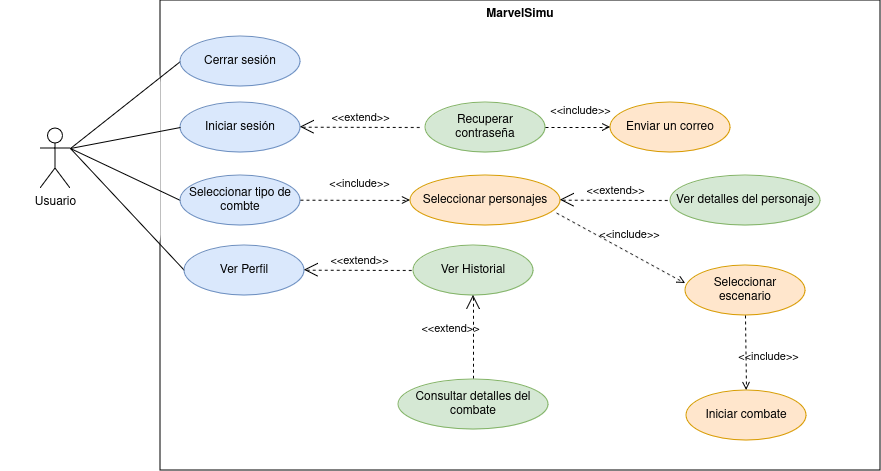 MarvelSimu
Cerrar sesión
Iniciar sesión
<<extend>>
Recuperar
contraseña
<<include>>
Enviar un correo
Usuario
Seleccionar tipo de
combte
<<include>>
Seleccionar personajes
<<extend>>
Ver detalles del personaje
<<include>>
Ver Perfil
<<extend>>
Ver Historial
Seleccionar
escenario
<<extend>>
<<include>>
Consultar detalles del
combate
Iniciar combate